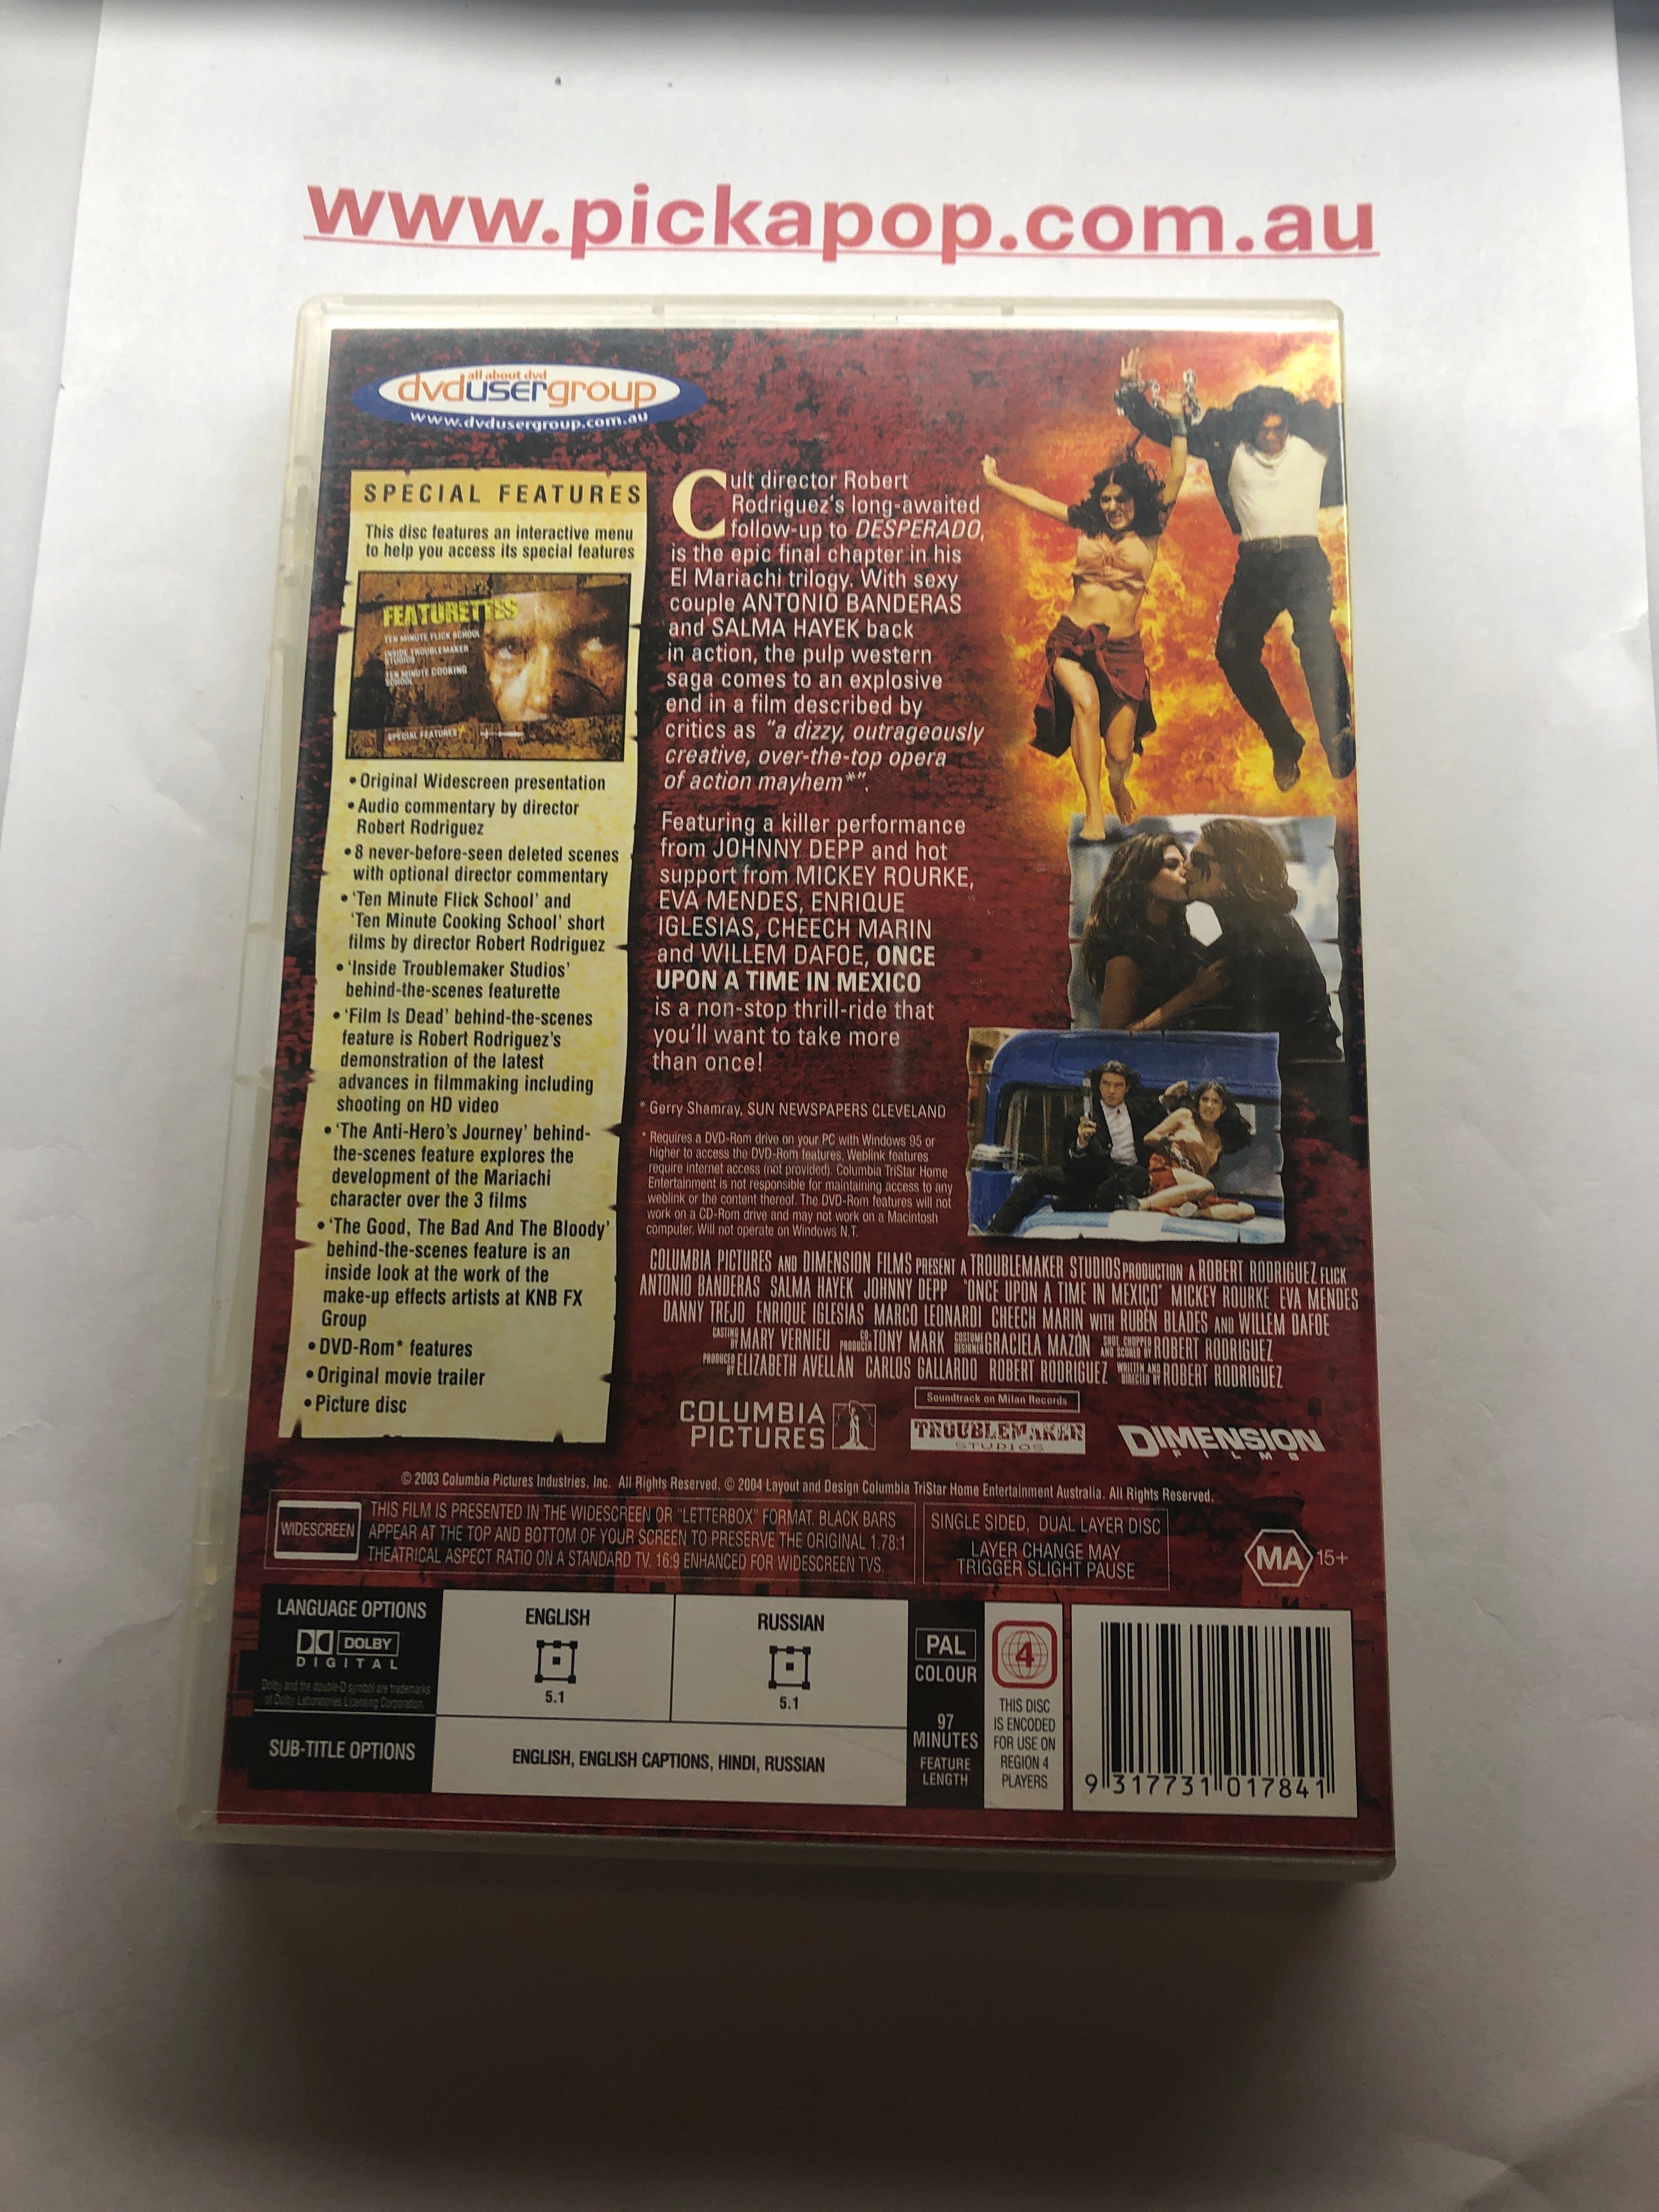 www.pickapop.com.au
all about dvd
dvdusergroup
www.dvdusergroup.com.au
SPECIAL FEATURES
This disc features an interactive menu
to help you access its special features
FEATURETTES
TEN MINUTE FLICK SCHOOL
INSIDE TROUBLEMAKER
STUDIOS
TEN MINUTE COOKING
SCHOOL
SPECIAL FEATURES
• Original Widescreen presentation
• Audio commentary by director
Robert Rodriguez
• 8 never-before-seen deleted scenes
with optional director commentary
• 'Ten Minute Flick School' and
'Ten Minute Cooking School' short
films by director Robert Rodriguez
• 'Inside Troublemaker Studios'
behind-the-scenes featurette
• 'Film Is Dead' behind-the-scenes
feature is Robert Rodriguez's
demonstration of the latest
advances in filmmaking including
shooting on HD video
• 'The Anti-Hero's Journey' behind-
the-scenes feature explores the
development of the Mariachi
character over the 3 films
• 'The Good, The Bad And The Bloody'
behind-the-scenes feature is an
inside look at the work of the
make-up effects artists at KNB FX
Group
• DVD-Rom* features
• Original movie trailer
• Picture disc
Cult director Robert
Rodriguez's long-awaited
follow-up to DESPERADO,
is the epic final chapter in his
El Mariachi trilogy. With sexy
couple ANTONIO BANDERAS
and SALMA HAYEK back
in action, the pulp western
saga comes to an explosive
end in a film described by
critics as "a dizzy, outrageously
creative, over-the-top opera
of action mayhem*".
Featuring a killer performance
from JOHNNY DEPP and hot
support from MICKEY ROURKE,
EVA MENDES, ENRIQUE
IGLESIAS, CHEECH MARIN
and WILLEM DAFOE, ONCE
UPON A TIME IN MEXICO
is a non-stop thrill-ride that
you'll want to take more
than once!
* Gerry Shamray, SUN NEWSPAPERS CLEVELAND
* Requires a DVD-Rom drive on your PC with Windows 95 or
higher to access the DVD-Rom features. Weblink features
require internet access (not provided). Columbia TriStar Home
Entertainment is not responsible for maintaining access to any
weblink or the content thereof. The DVD-Rom features will not
work on a CD-Rom drive and may not work on a Macintosh
computer. Will not operate on Windows N.T.
COLUMBIA PICTURES AND DIMENSION FILMS PRESENT A TROUBLEMAKER STUDIOS PRODUCTION A ROBERT RODRIGUEZ FLICK
ANTONIO BANDERAS SALMA HAYEK JOHNNY DEPP "ONCE UPON A TIME IN MEXICO" MICKEY ROURKE EVA MENDES
DANNY TREJO ENRIQUE IGLESIAS MARCO LEONARDI CHEECH MARIN WITH RUBÉN BLADES AND WILLEM DAFOE
CASTING BY MARY VERNIEU CO-PRODUCER TONY MARK COSTUME DESIGNER GRACIELA MAZÓN SHOT, CHOPPED AND SCORED BY ROBERT RODRIGUEZ
PRODUCED BY ELIZABETH AVELLÁN CARLOS GALLARDO ROBERT RODRIGUEZ WRITTEN AND DIRECTED BY ROBERT RODRIGUEZ
Soundtrack on Milan Records
COLUMBIA
PICTURES
TROUBLEMAKER
STUDIOS
DIMENSION
FILMS
© 2003 Columbia Pictures Industries, Inc. All Rights Reserved. © 2004 Layout and Design Columbia TriStar Home Entertainment Australia. All Rights Reserved.
WIDESCREEN
THIS FILM IS PRESENTED IN THE WIDESCREEN OR "LETTERBOX" FORMAT. BLACK BARS
APPEAR AT THE TOP AND BOTTOM OF YOUR SCREEN TO PRESERVE THE ORIGINAL 1.78:1
THEATRICAL ASPECT RATIO ON A STANDARD TV. 16:9 ENHANCED FOR WIDESCREEN TVS.
SINGLE SIDED, DUAL LAYER DISC
LAYER CHANGE MAY
TRIGGER SLIGHT PAUSE
MA 15+
LANGUAGE OPTIONS
DOLBY
DIGITAL
Dolby and the double-D symbol are trademarks
of Dolby Laboratories Licensing Corporation.
ENGLISH
5.1
RUSSIAN
5.1
SUB-TITLE OPTIONS
ENGLISH, ENGLISH CAPTIONS, HINDI, RUSSIAN
PAL
COLOUR
97
MINUTES
FEATURE
LENGTH
4
THIS DISC
IS ENCODED
FOR USE ON
REGION 4
PLAYERS
9 317731 017841